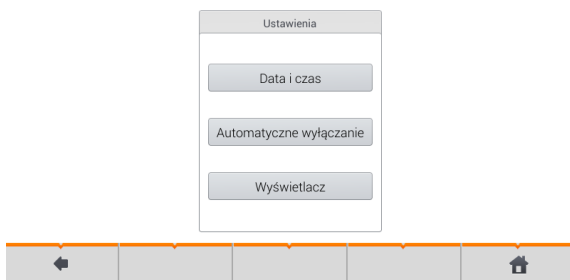 Ustawienia
Data i czas
Automatyczne wyłączanie
Wyświetlacz